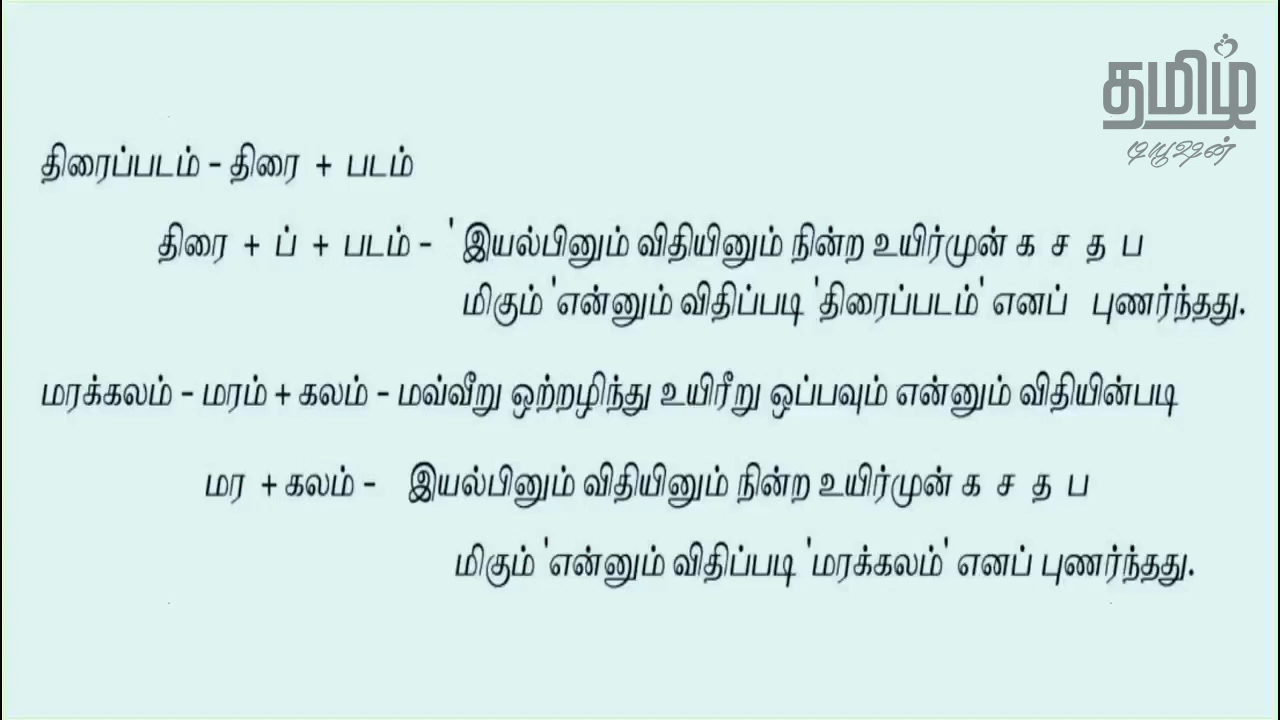 தமிழ்
டியூஷன்
திரைப்படம் - திரை + படம்
திரை + ப் + படம் - ' இயல்பினும் விதியினும் நின்ற உயிர்முன் க ச த ப
மிகும் 'என்னும் விதிப்படி 'திரைப்படம்' எனப் புணர்ந்தது.
மரக்கலம் - மரம் + கலம் - மவ்வீறு ஒற்றழிந்து உயிரீறு ஒப்பவும் என்னும் விதியின்படி
மர + கலம் - இயல்பினும் விதியினும் நின்ற உயிர்முன் க ச த ப
மிகும் 'என்னும் விதிப்படி 'மரக்கலம்' எனப் புணர்ந்தது.